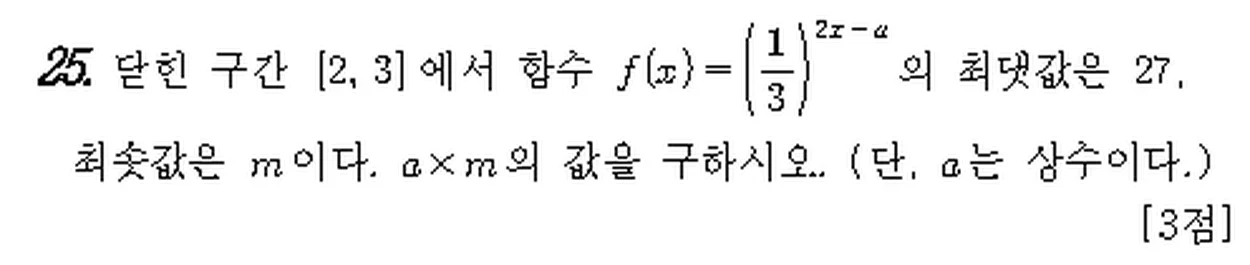 25. 닫힌 구간 [2, 3]에서 함수 f(x)=(1/3)^{2x-a}의 최댓값은 27,
최솟값은 m이다. a×m의 값을 구하시오.. (단, a는 상수이다.)
[3점]